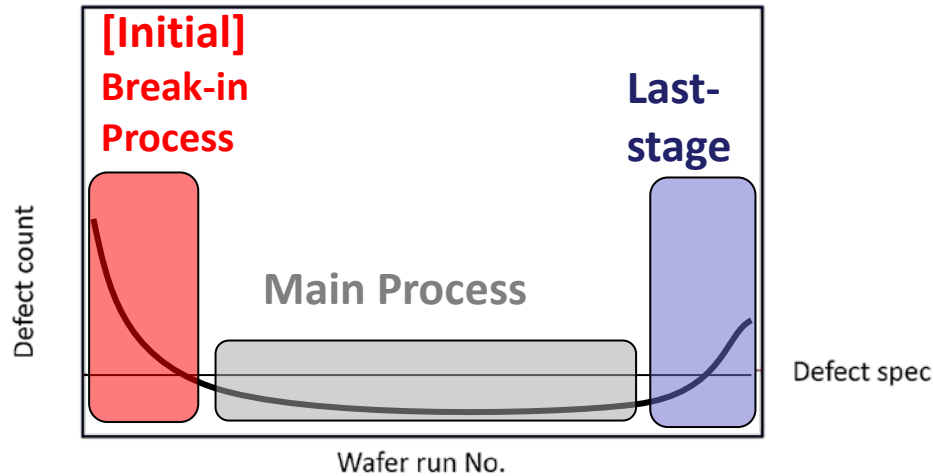 [Initial]
Break-in
Process
Last-
stage
Main Process
Defect count
Defect spec
Wafer run No.